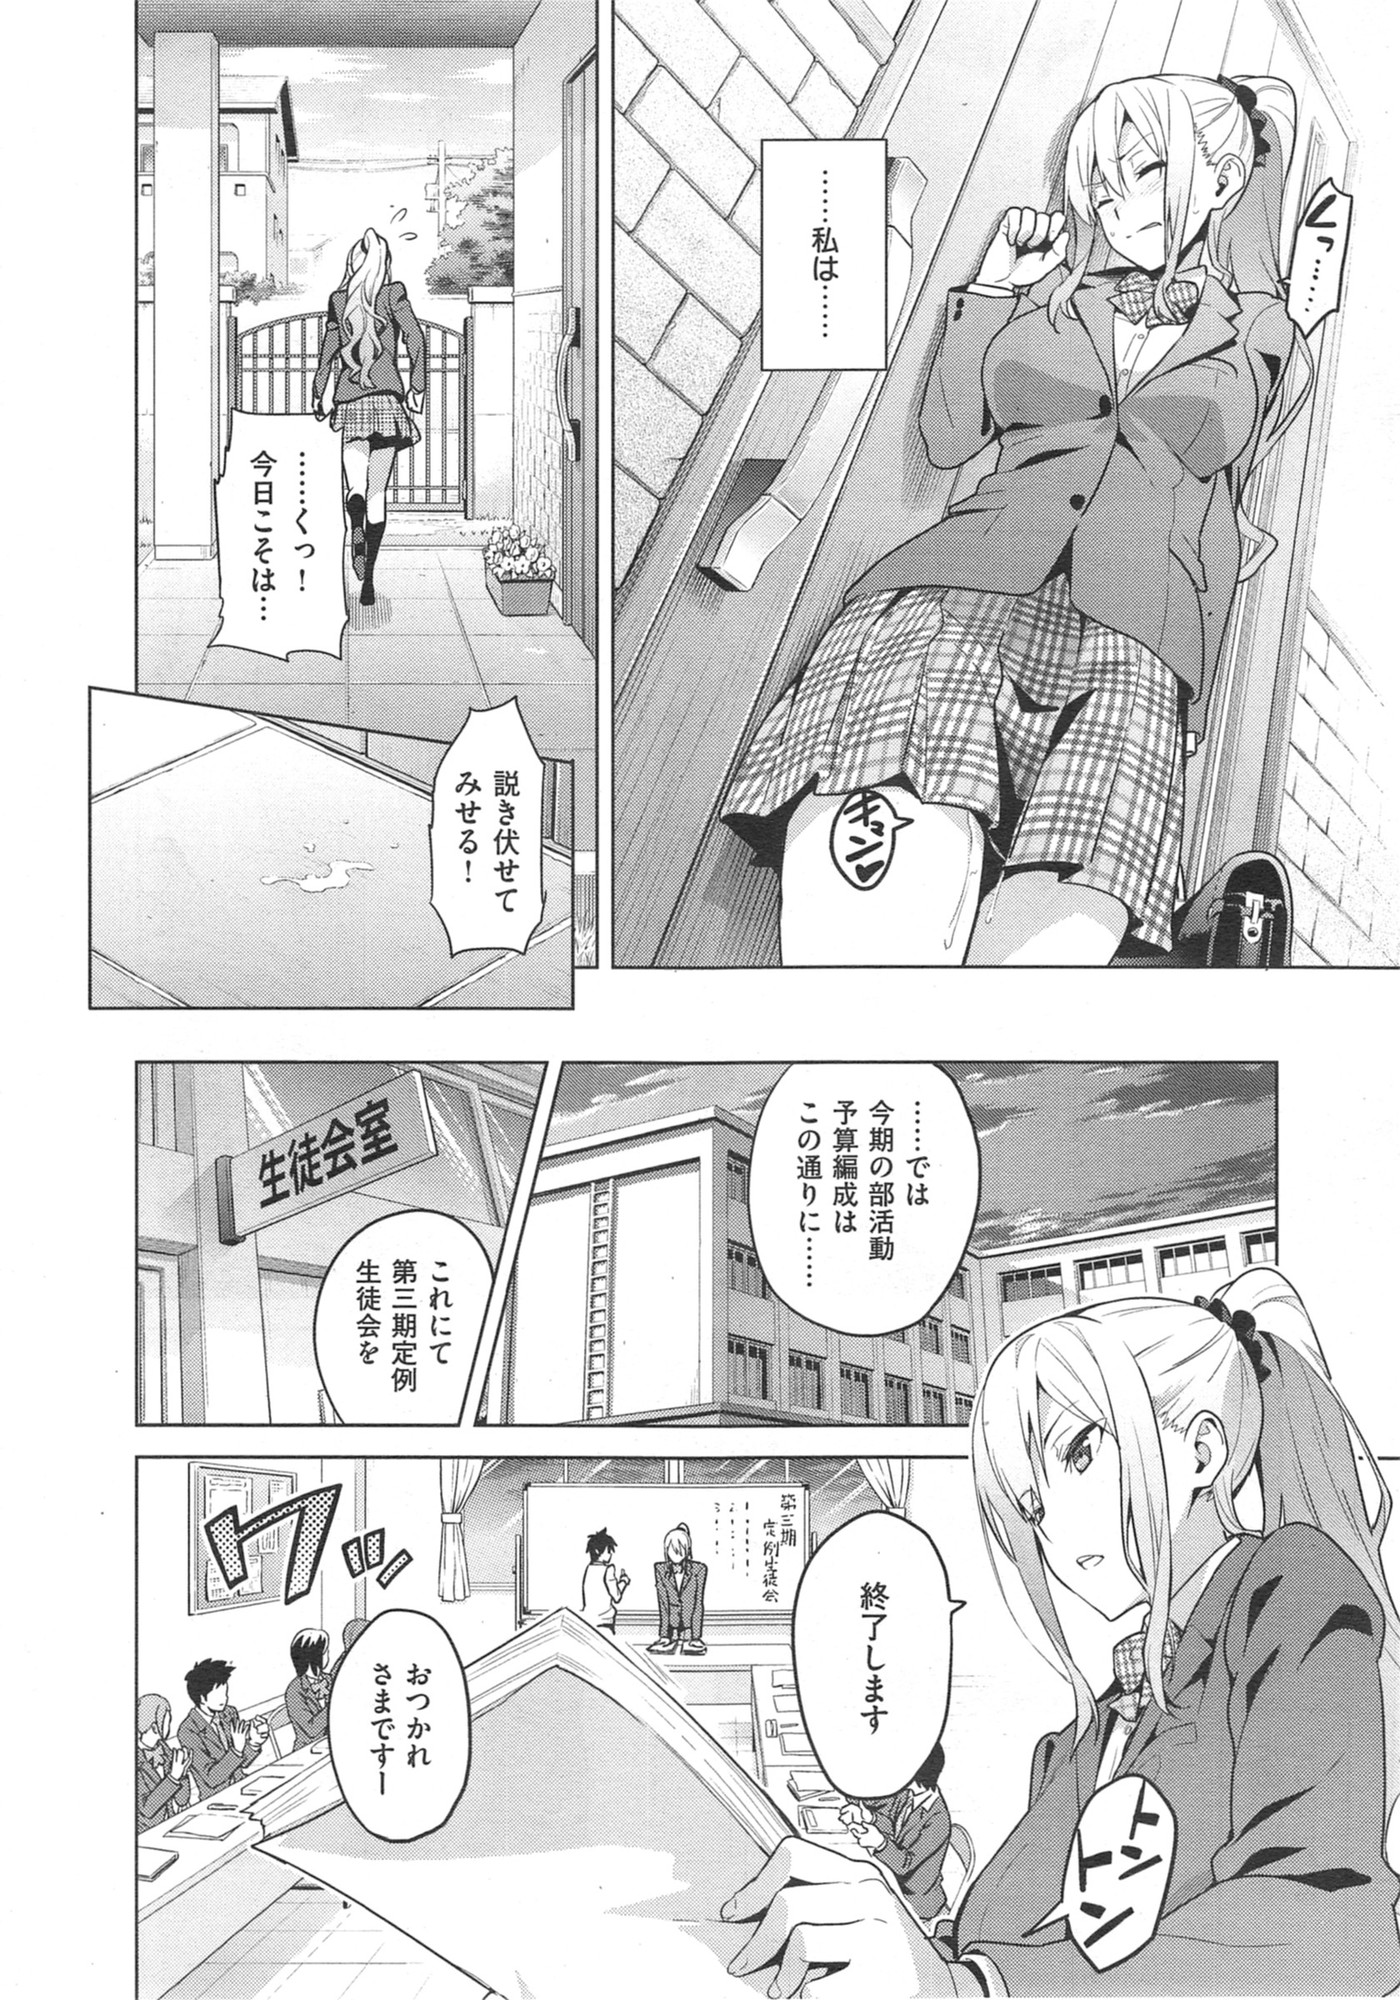 くっ……
……私は……
キュン♥
……くっ！
今日こそは…
説き伏せて
みせる！
……では
今期の部活動
予算編成は
この通りに……
生徒会室
これにて
第三期定例
生徒会を
終了します
第三期
定例生徒会
トン
トン
ワッ
おつかれ
さまですー